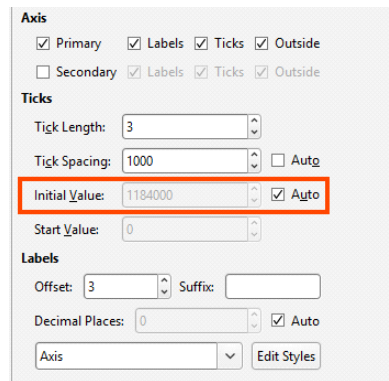 Axis
Primary Labels Ticks Outside
Secondary Labels Ticks Outside
Ticks
Tick Length: 3
Tick Spacing: 1000 Auto
Initial Value: 1184000 Auto
Start Value: 0
Labels
Offset: 3 Suffix:
Decimal Places: 0 Auto
Axis Edit Styles